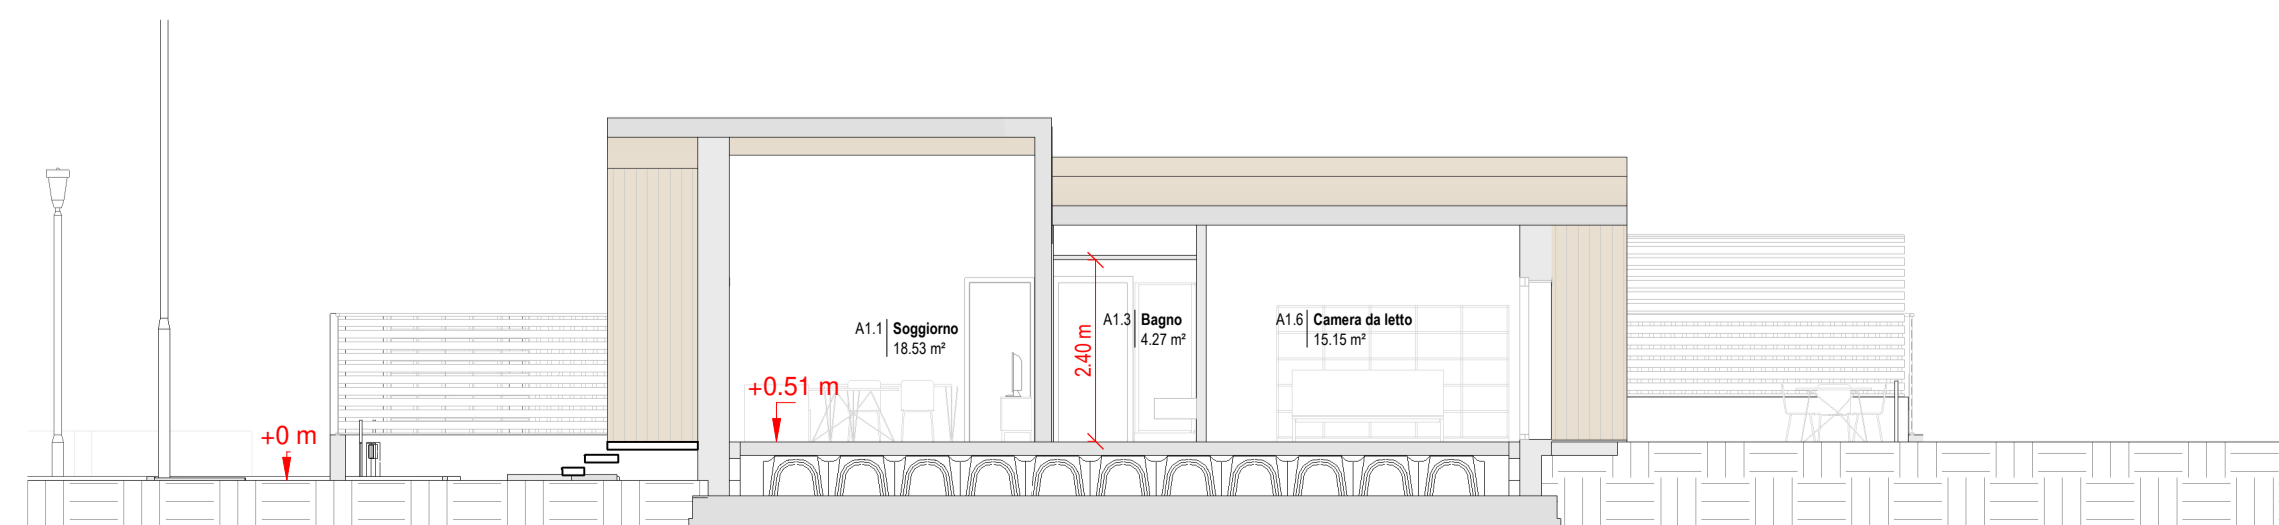 A1.1 Soggiorno
18.53 m²
A1.3 Bagno
4.27 m²
A1.6 Camera da letto
15.15 m²
2.40 m
+0.51 m
+0 m